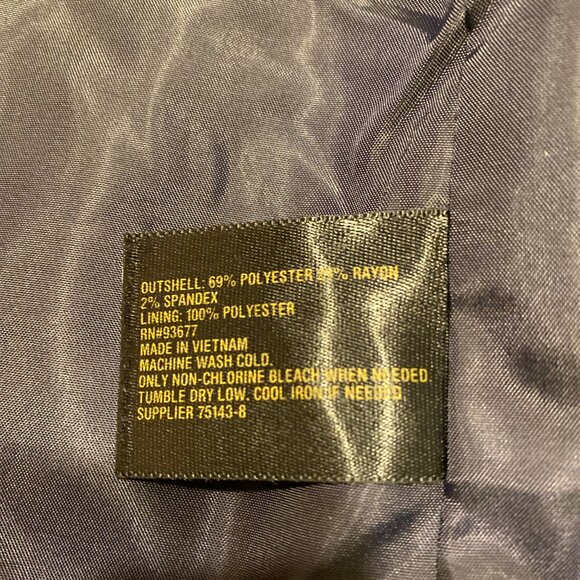 OUTSHELL: 69% POLYESTER 29% RAYON
2% SPANDEX
LINING: 100% POLYESTER
RN#93677
MADE IN VIETNAM
MACHINE WASH COLD.
ONLY NON-CHLORINE BLEACH WHEN NEEDED.
TUMBLE DRY LOW. COOL IRON IF NEEDED.
SUPPLIER 75143-8